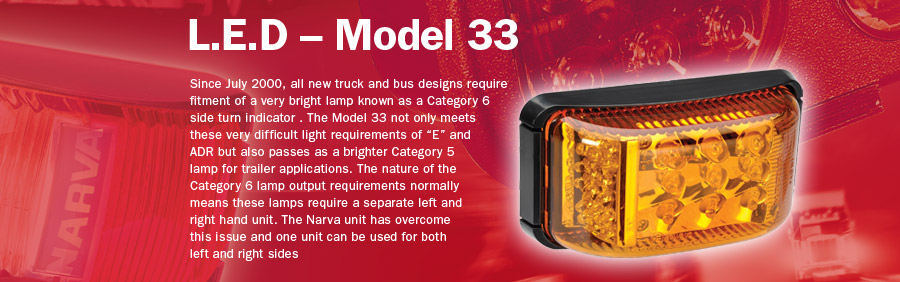 L.E.D – Model 33
Since July 2000, all new truck and bus designs require
fitment of a very bright lamp known as a Category 6
side turn indicator . The Model 33 not only meets
these very difficult light requirements of “E” and
ADR but also passes as a brighter Category 5
lamp for trailer applications. The nature of the
Category 6 lamp output requirements normally
means these lamps require a separate left and
right hand unit. The Narva unit has overcome
this issue and one unit can be used for both
left and right sides
NARVA